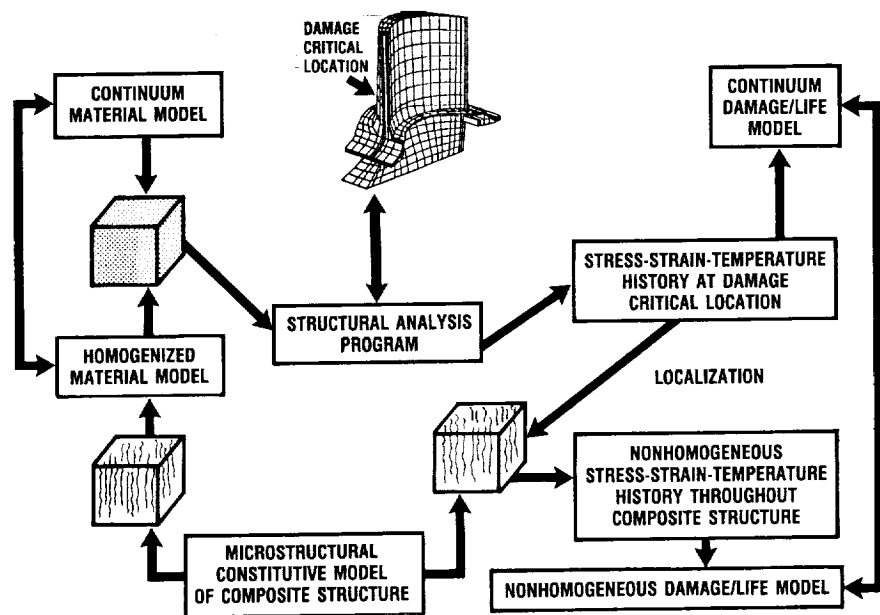 DAMAGE
CRITICAL
LOCATION
CONTINUUM
MATERIAL MODEL
CONTINUUM
DAMAGE/LIFE
MODEL
STRESS-STRAIN-TEMPERATURE
HISTORY AT DAMAGE
CRITICAL LOCATION
STRUCTURAL ANALYSIS
PROGRAM
HOMOGENIZED
MATERIAL MODEL
LOCALIZATION
NONHOMOGENEOUS
STRESS-STRAIN-TEMPERATURE
HISTORY THROUGHOUT
COMPOSITE STRUCTURE
MICROSTRUCTURAL
CONSTITUTIVE MODEL
OF COMPOSITE STRUCTURE
NONHOMOGENEOUS DAMAGE/LIFE MODEL